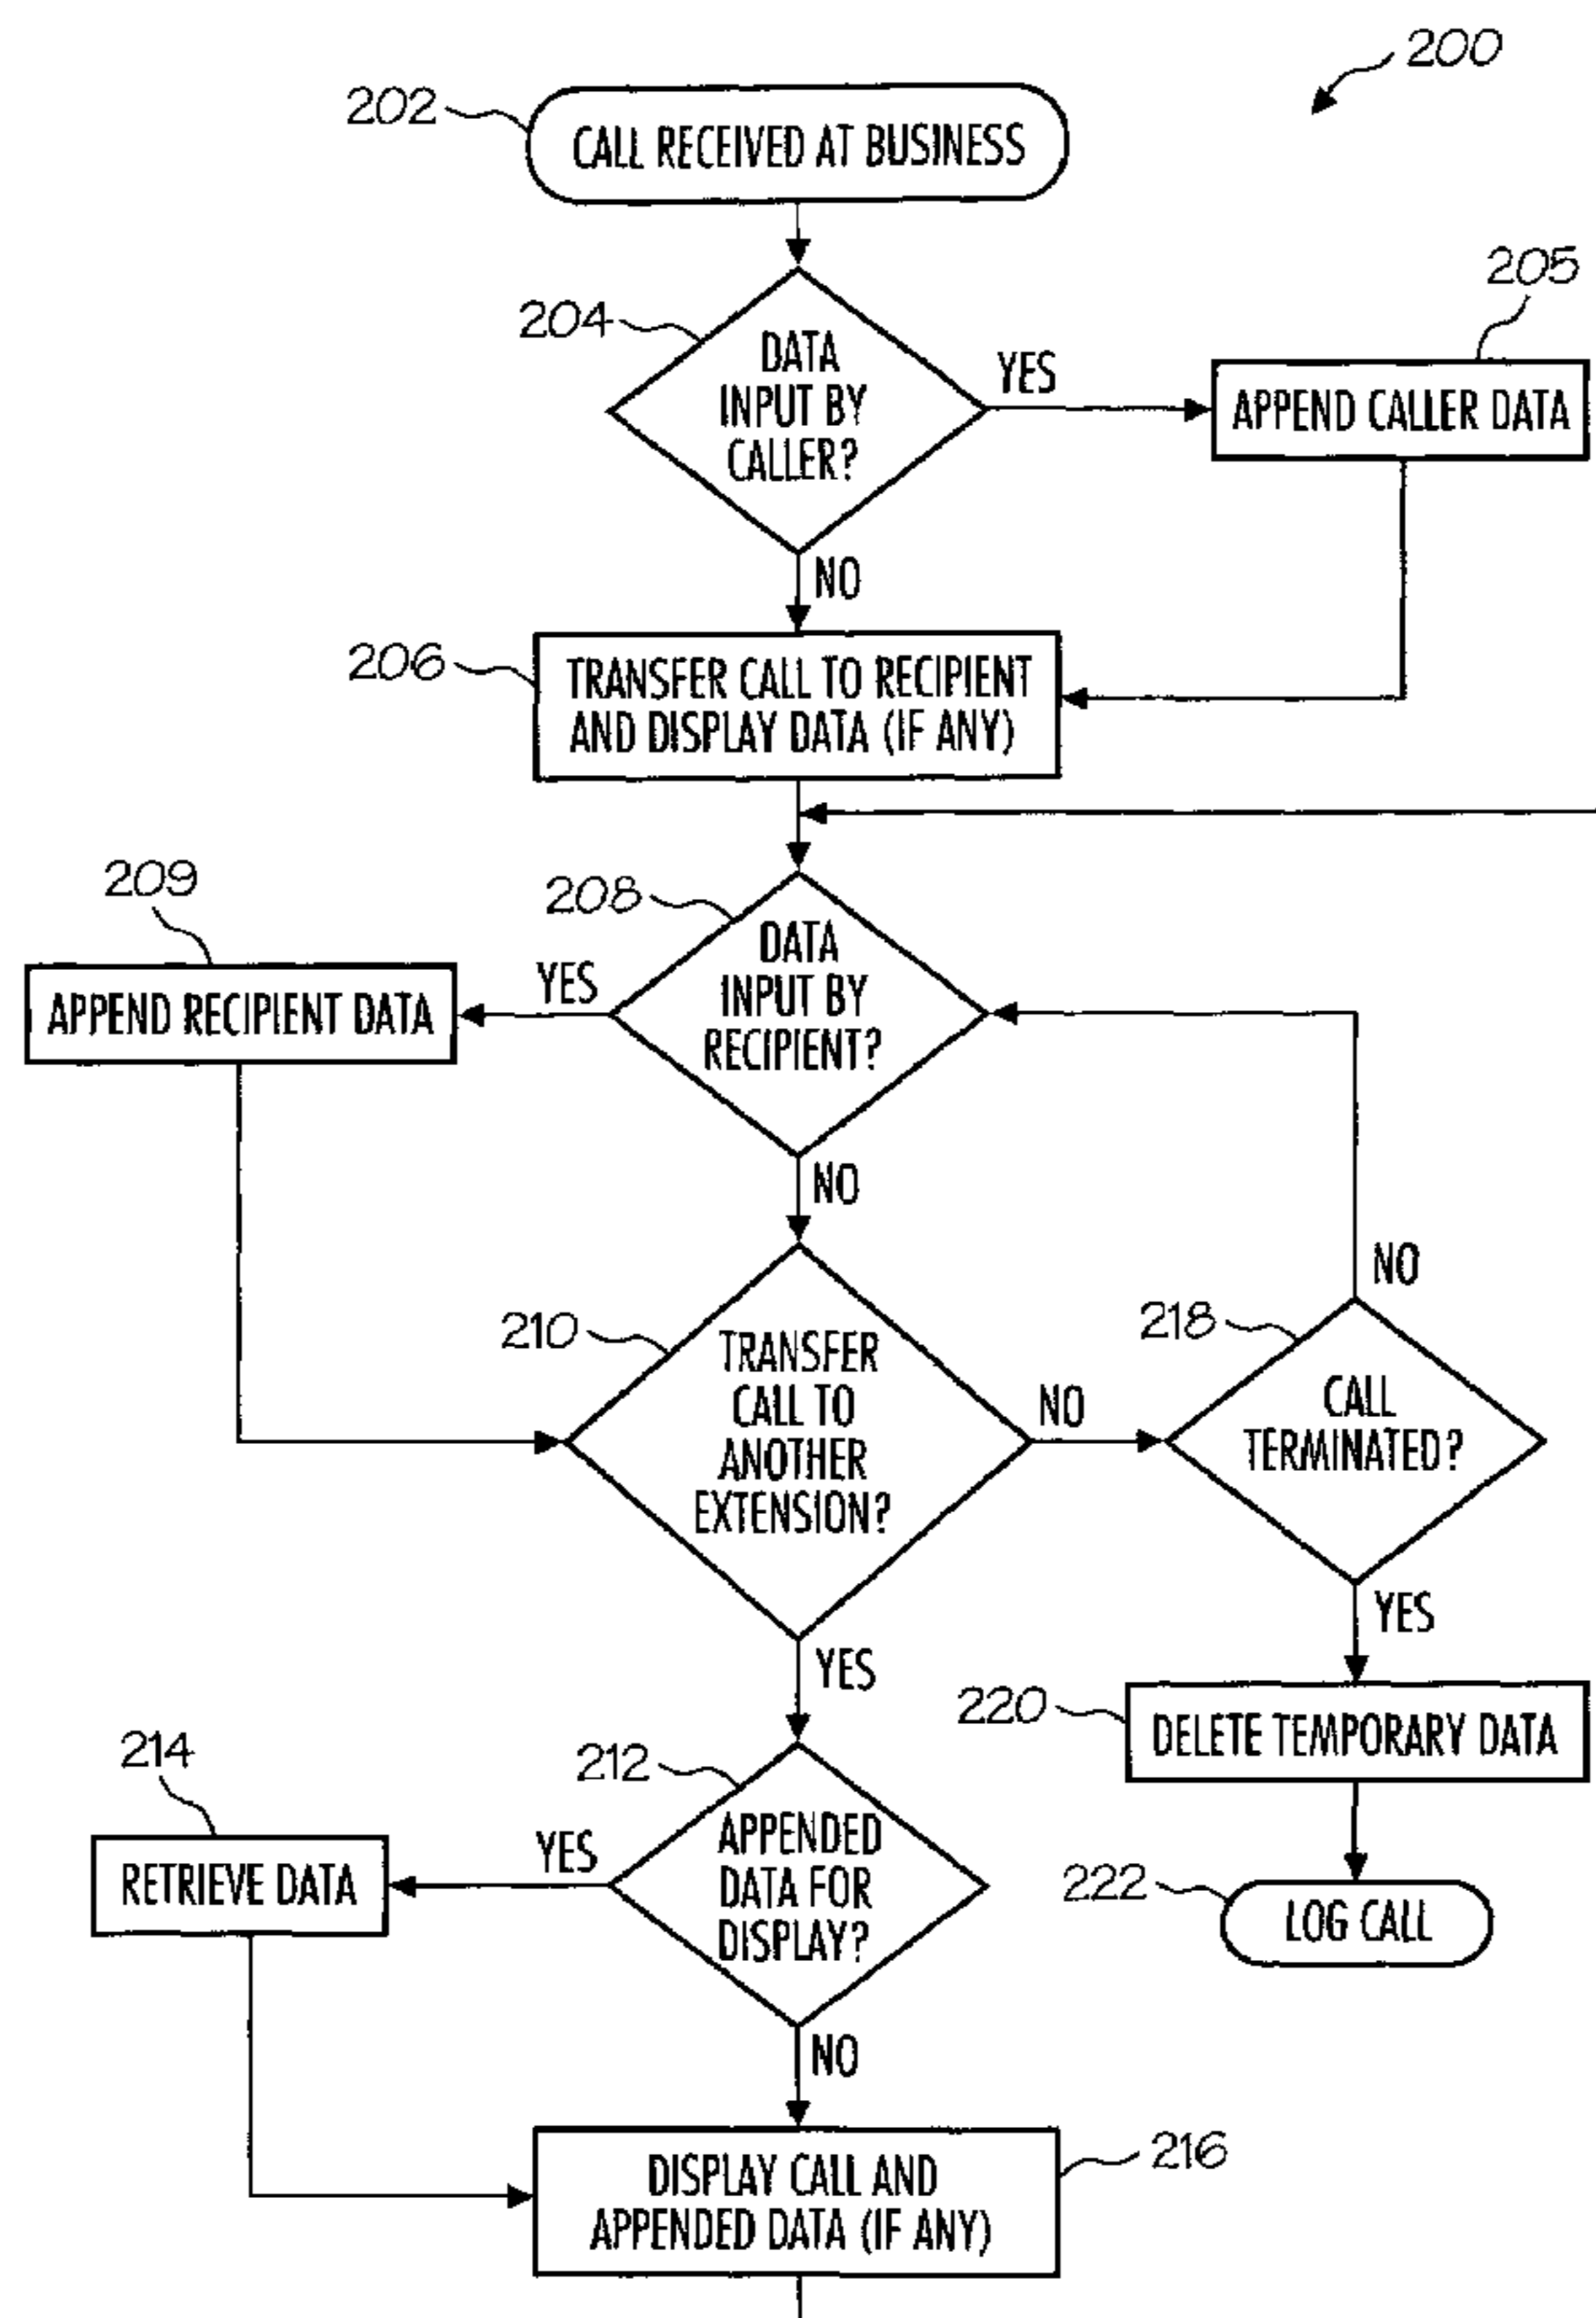 200
202
CALL RECEIVED AT BUSINESS
204
DATA
INPUT BY
CALLER?
YES
205
APPEND CALLER DATA
NO
206
TRANSFER CALL TO RECIPIENT
AND DISPLAY DATA (IF ANY)
209
APPEND RECIPIENT DATA
YES
208
DATA
INPUT BY
RECIPIENT?
NO
210
TRANSFER
CALL TO
ANOTHER
EXTENSION?
NO
218
CALL
TERMINATED?
NO
YES
YES
220
DELETE TEMPORARY DATA
214
RETRIEVE DATA
YES
212
APPENDED
DATA FOR
DISPLAY?
222
LOG CALL
NO
216
DISPLAY CALL AND
APPENDED DATA (IF ANY)